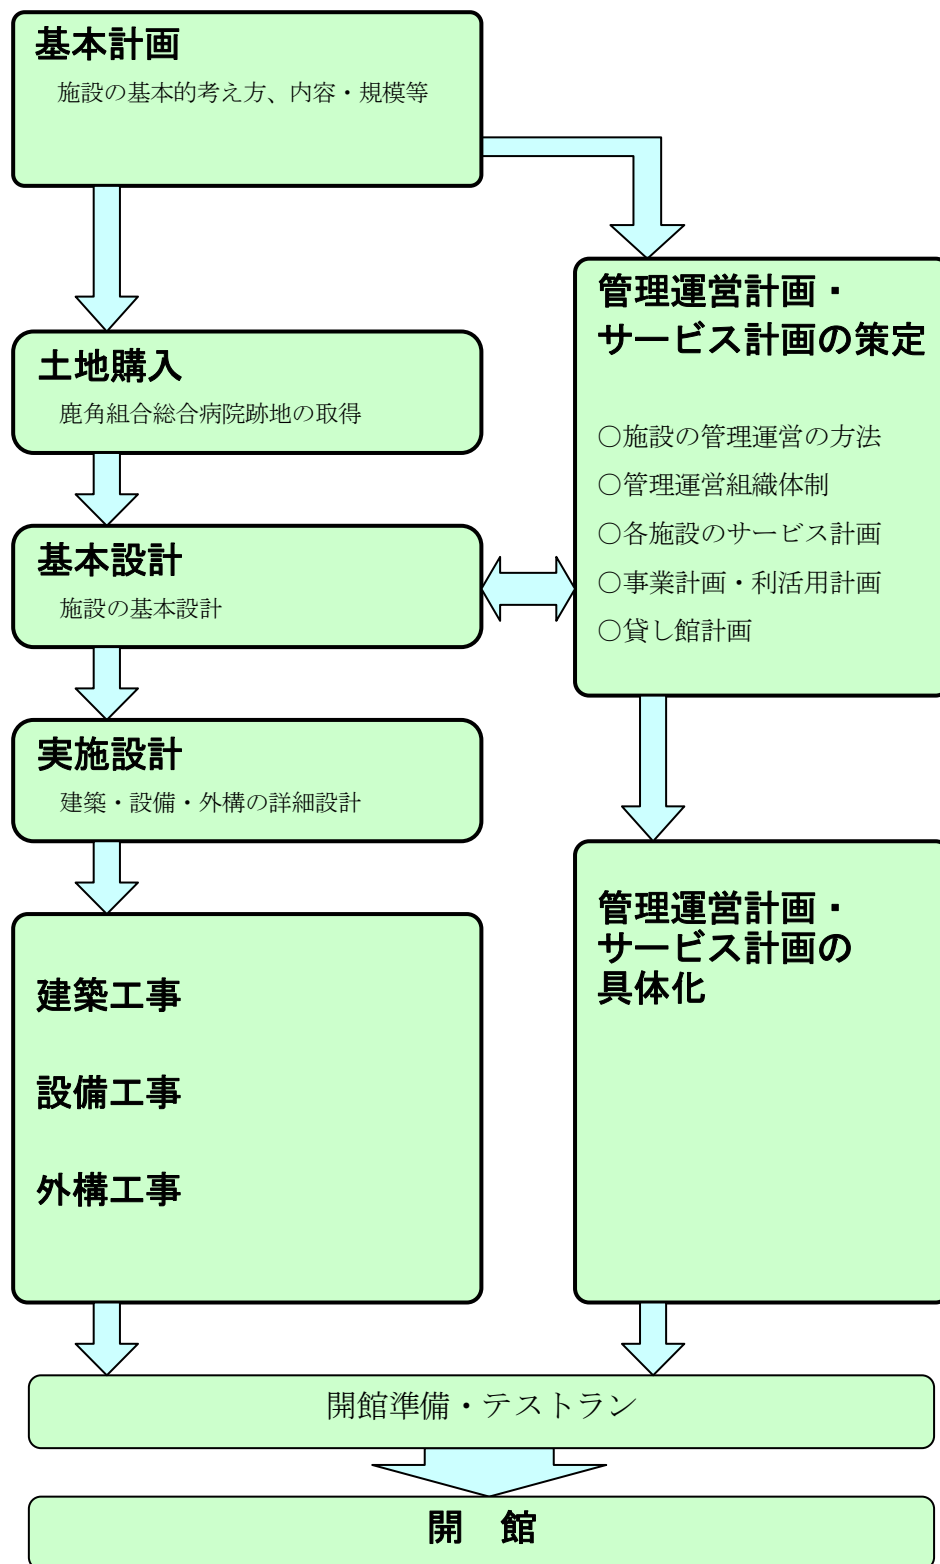 基本計画
施設の基本的考え方、内容・規模等
土地購入
鹿角組合総合病院跡地の取得
基本設計
施設の基本設計
実施設計
建築・設備・外構の詳細設計
建築工事
設備工事
外構工事
管理運営計画・
サービス計画の策定
○施設の管理運営の方法
○管理運営組織体制
○各施設のサービス計画
○事業計画・利活用計画
○貸し館計画
管理運営計画・
サービス計画の
具体化
開館準備・テストラン
開　館